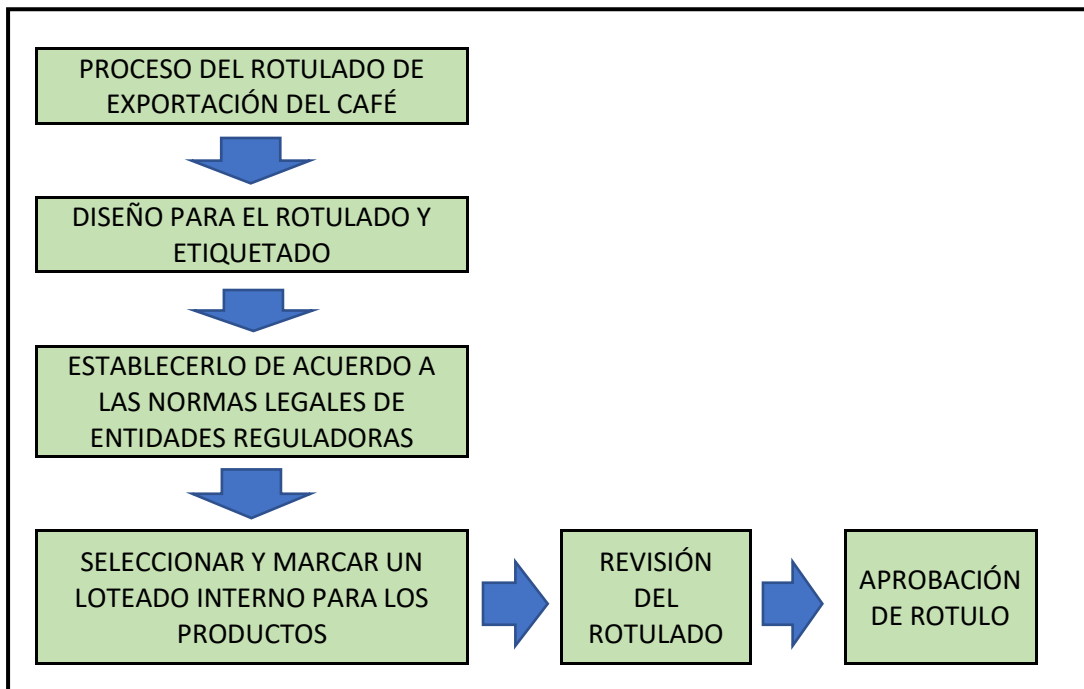 PROCESO DEL ROTULADO DE
EXPORTACIÓN DEL CAFÉ
DISEÑO PARA EL ROTULADO Y
ETIQUETADO
ESTABLECERLO DE ACUERDO A
LAS NORMAS LEGALES DE
ENTIDADES REGULADORAS
SELECCIONAR Y MARCAR UN
LOTEADO INTERNO PARA LOS
PRODUCTOS
REVISIÓN
DEL
ROTULADO
APROBACIÓN
DE ROTULO